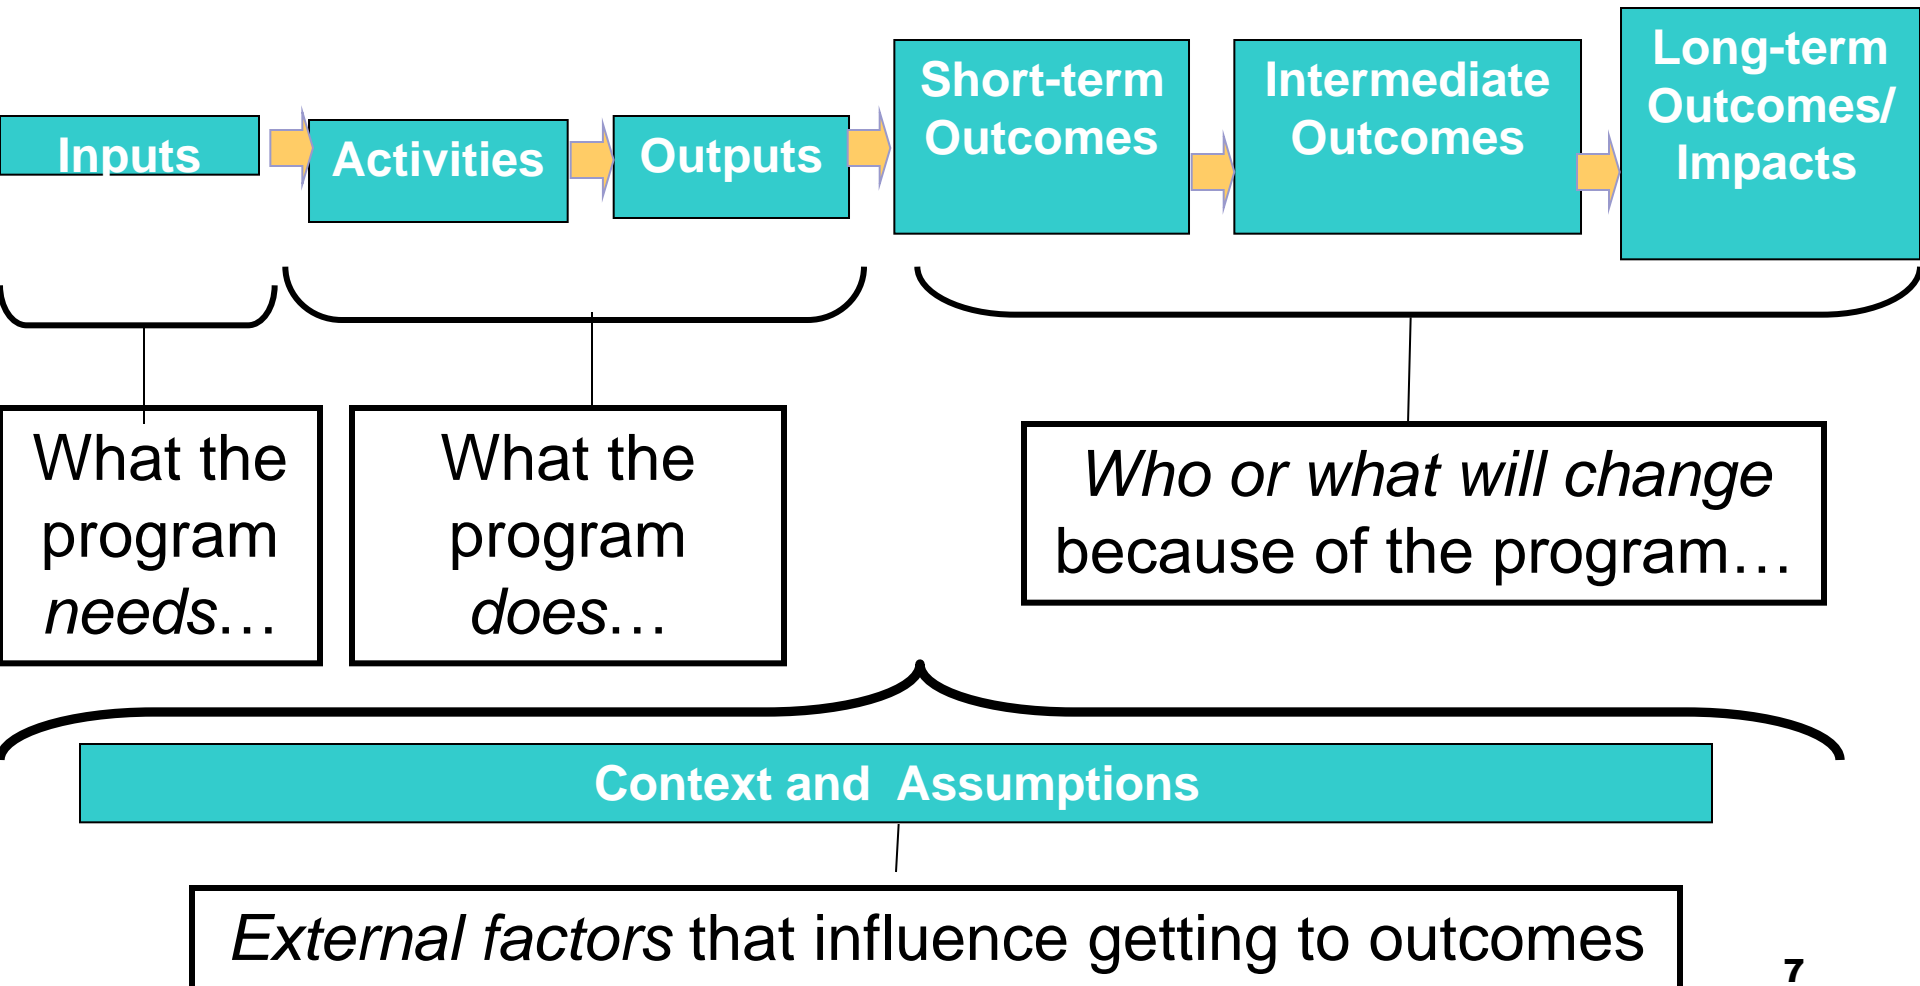 Inputs
Activities
Outputs
Short-term
Outcomes
Intermediate
Outcomes
Long-term
Outcomes/
Impacts
What the
program
needs…
What the
program
does…
Who or what will change
because of the program…
Context and  Assumptions
External factors that influence getting to outcomes
7